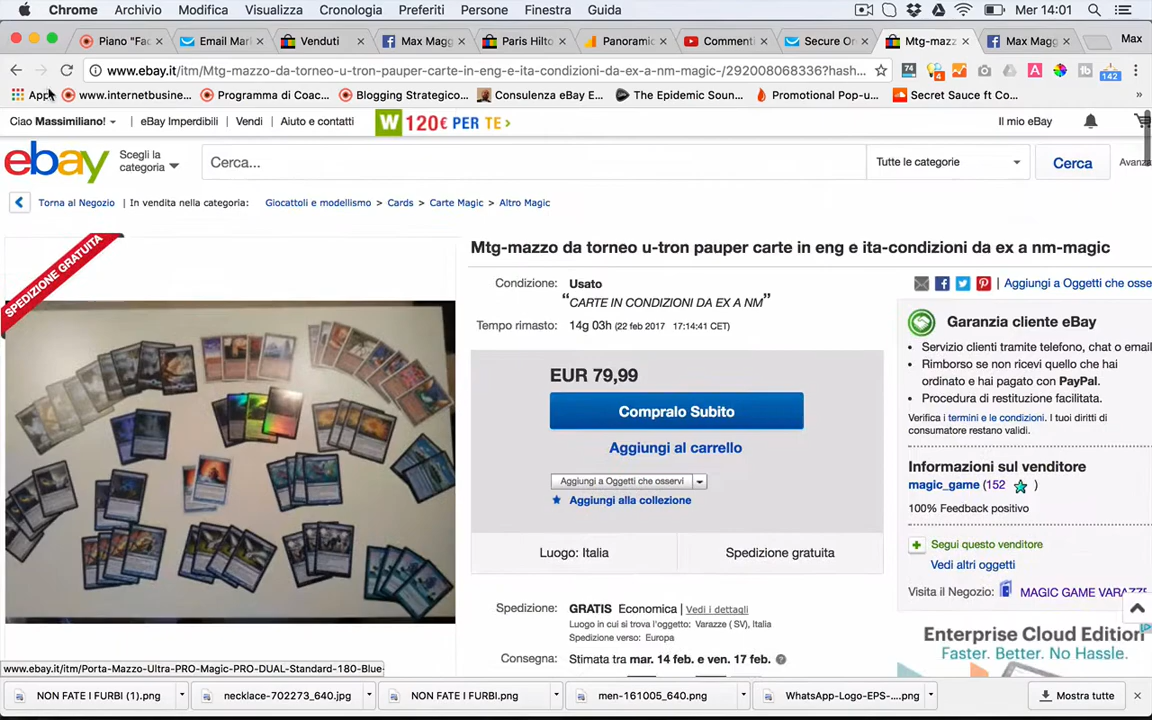 Chrome Archivio Modifica Visualizza Cronologia Preferiti Persone Finestra Guida Mer 14:01
Piano "Fac Email Mari Venduti Max Magg Paris Hilto Panoramic Commenti Secure O Mtg-mazz Max Magg Max
www.ebay.it/itm/Mtg-mazzo-da-torneo-u-tron-pauper-carte-in-eng-e-ita-condizioni-da-ex-a-nm-magic-/292008068336?hash... 74 4 142
App www.internetbusine... Programma di Coac... Blogging Strategico... Consulenza eBay E... The Epidemic Soun... Promotional Pop-u... Secret Sauce ft Co... »
Ciao Massimiliano! eBay Imperdibili Vendi Aiuto e contatti W 120€ PER TE > Il mio eBay
ebay Scegli la categoria Cerca... Tutte le categorie Cerca Avanz
Torna al Negozio | In vendita nella categoria: Giocattoli e modellismo > Cards > Carte Magic > Altro Magic
SPEDIZIONE GRATUITA
Mtg-mazzo da torneo u-tron pauper carte in eng e ita-condizioni da ex a nm-magic
Condizione: Usato
"CARTE IN CONDIZIONI DA EX A NM"
Tempo rimasto: 14g 03h (22 feb 2017 17:14:41 CET)
EUR 79,99
Compralo Subito
Aggiungi al carrello
Aggiungi a Oggetti che osservi
Aggiungi alla collezione
Luogo: Italia Spedizione gratuita
Spedizione: GRATIS Economica | Vedi i dettagli
Luogo in cui si trova l'oggetto: Varazze ( SV), Italia
Spedizione verso: Europa
Consegna: Stimata tra mar. 14 feb. e ven. 17 feb.
| Aggiungi a Oggetti che osse
Garanzia cliente eBay
• Servizio clienti tramite telefono, chat o email
• Rimborso se non ricevi quello che hai
ordinato e hai pagato con PayPal.
• Procedura di restituzione facilitata.
Verifica i termini e le condizioni. I tuoi diritti di
consumatore restano validi.
Informazioni sul venditore
magic_game (152 )
100% Feedback positivo
Segui questo venditore
Vedi altri oggetti
Visita il Negozio: MAGIC GAME VARAZZE
Enterprise Cloud Edition
Faster. Better. No Hassle.
www.ebay.it/itm/Porta-Mazzo-Ultra-PRO-Magic-PRO-DUAL-Standard-180-Blue-
NON FATE I FURBI (1).png necklace-702273_640.jpg NON FATE I FURBI.png men-161005_640.png WhatsApp-Logo-EPS-....png Mostra tutte